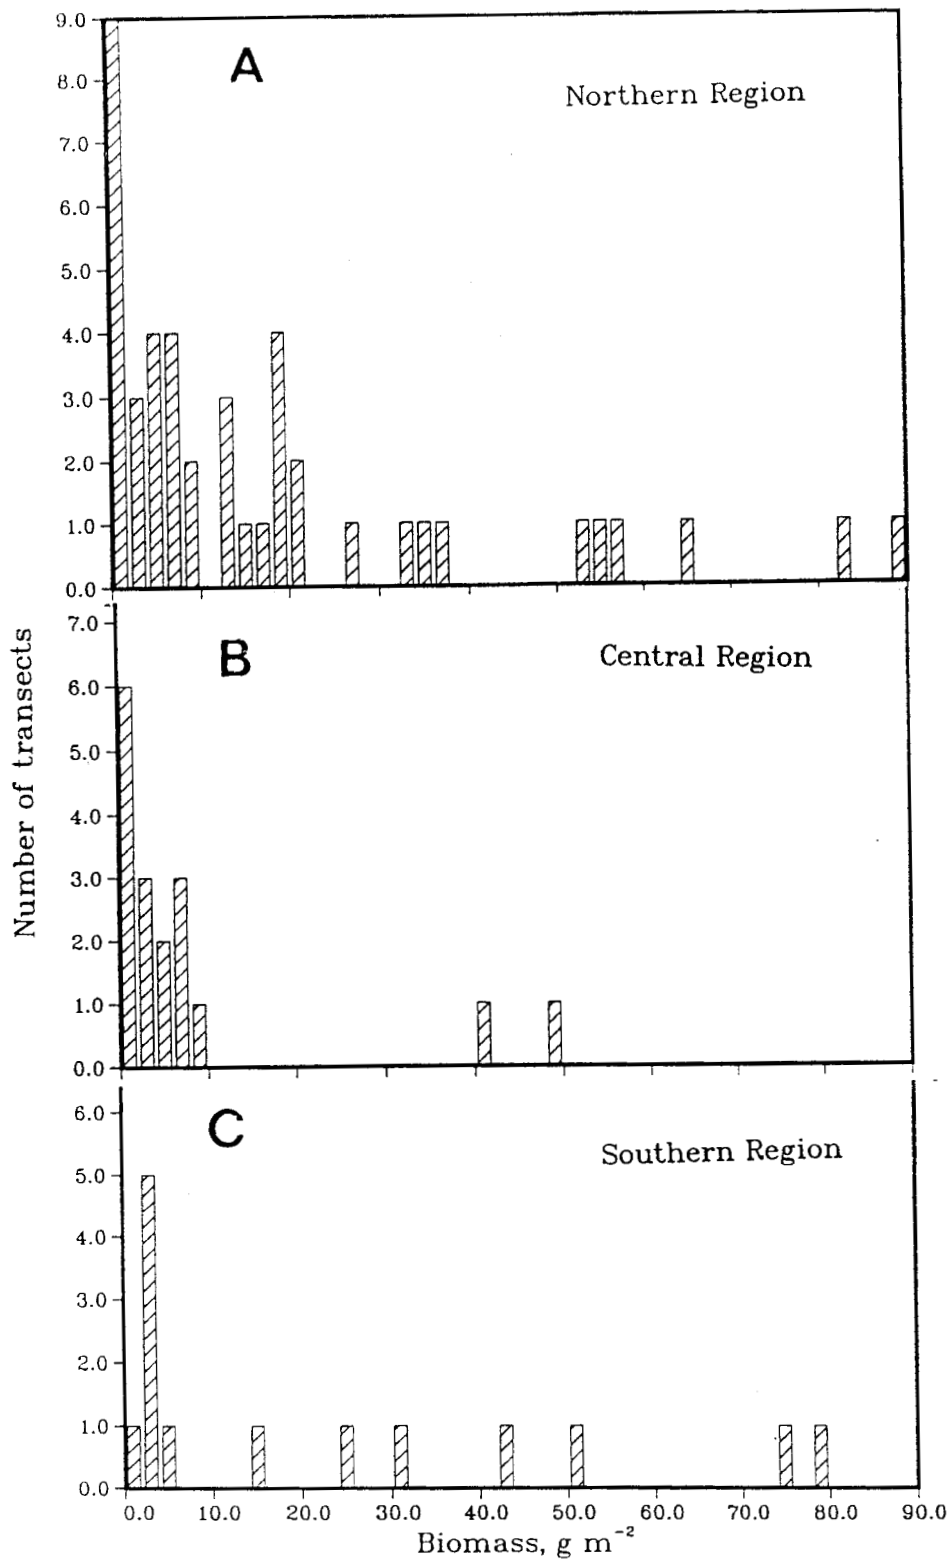 9.0
A
8.0
Northern Region
7.0
6.0
5.0
4.0
3.0
2.0
1.0
0.0
7.0
B
Central Region
6.0
5.0
4.0
3.0
2.0
1.0
0.0
Number of transects
6.0
C
Southern Region
5.0
4.0
3.0
2.0
1.0
0.0
0.0 10.0 20.0 30.0 40.0 50.0 60.0 70.0 80.0 90.0
Biomass, g m⁻²